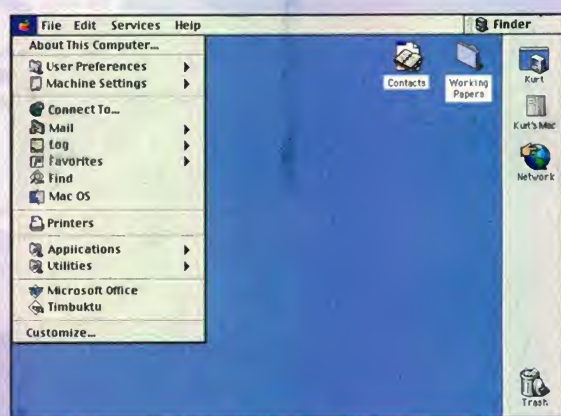 File Edit Services Help
Finder
About This Computer...
User Preferences
Machine Settings
Connect To...
Mail
Log
Favorites
Find
Mac OS
Printers
Applications
Utilities
Microsoft Office
Timbuktu
Customize...
Contacts
Working
Papers
Kurt
Kurt's Mac
Network
Trash